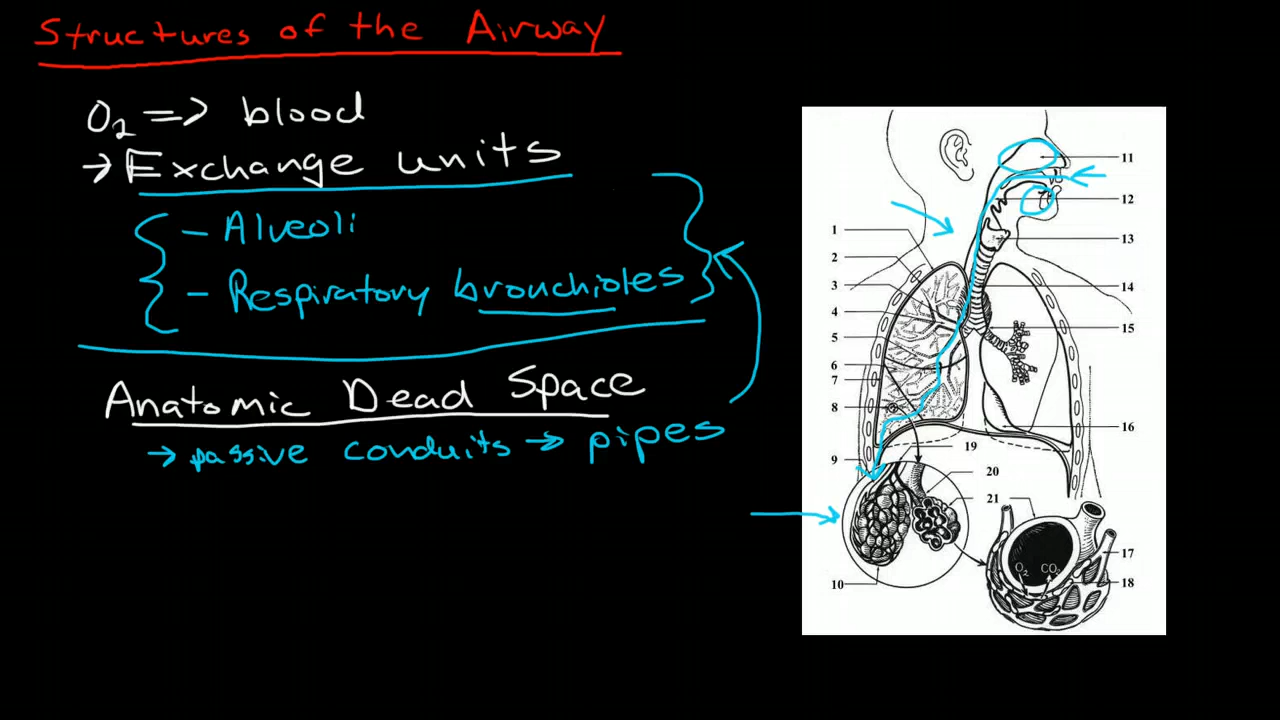 Structures of the Airway
O₂ => blood
→ Exchange units
- Alveoli
- Respiratory bronchioles
Anatomic Dead Space
→ passive conduits → pipes
11
12
1
13
2
3
14
4
15
5
6
7
8
16
19
9
20
21
17
O₂ CO₂
18
10